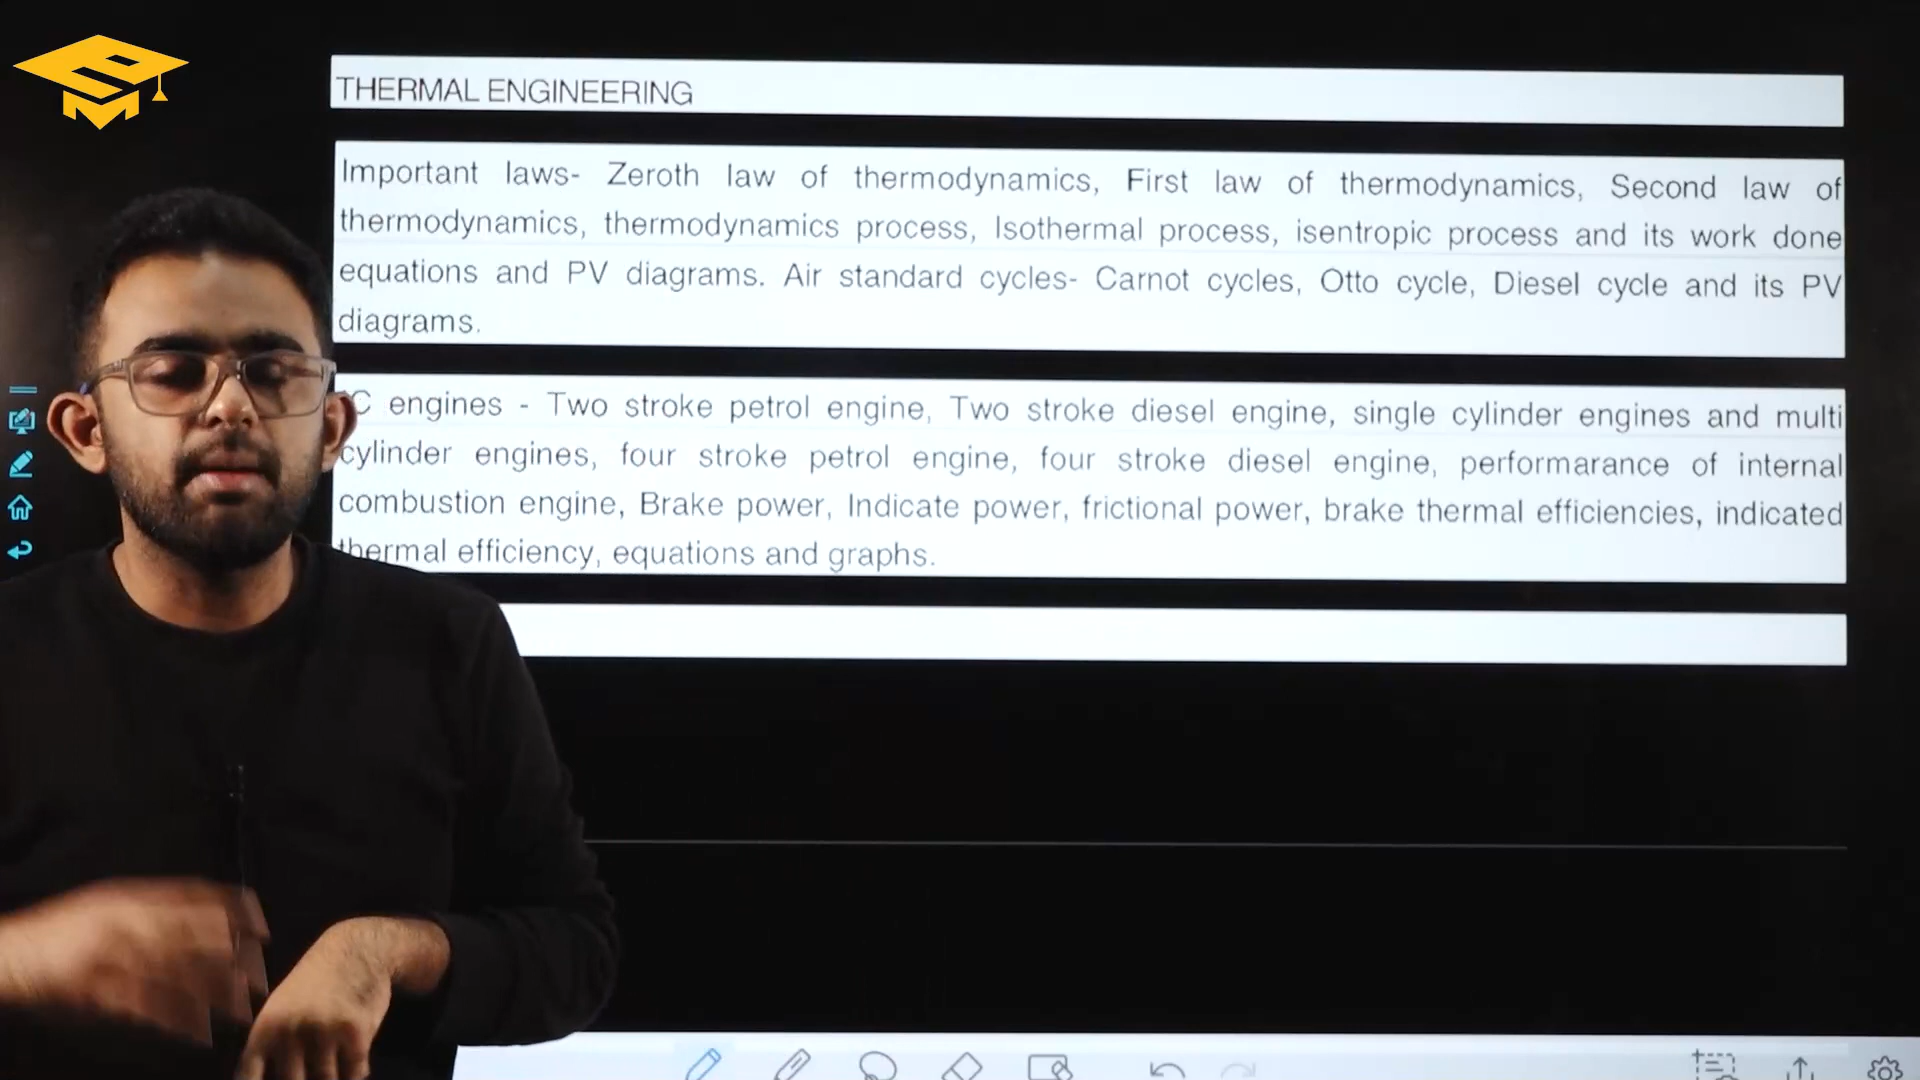 THERMAL ENGINEERING
Important laws- Zeroth law of thermodynamics, First law of thermodynamics, Second law of
thermodynamics, thermodynamics process, Isothermal process, isentropic process and its work done
equations and PV diagrams. Air standard cycles- Carnot cycles, Otto cycle, Diesel cycle and its PV
diagrams.
C engines - Two stroke petrol engine, Two stroke diesel engine, single cylinder engines and multi
cylinder engines, four stroke petrol engine, four stroke diesel engine, performarance of internal
combustion engine, Brake power, Indicate power, frictional power, brake thermal efficiencies, indicated
thermal efficiency, equations and graphs.